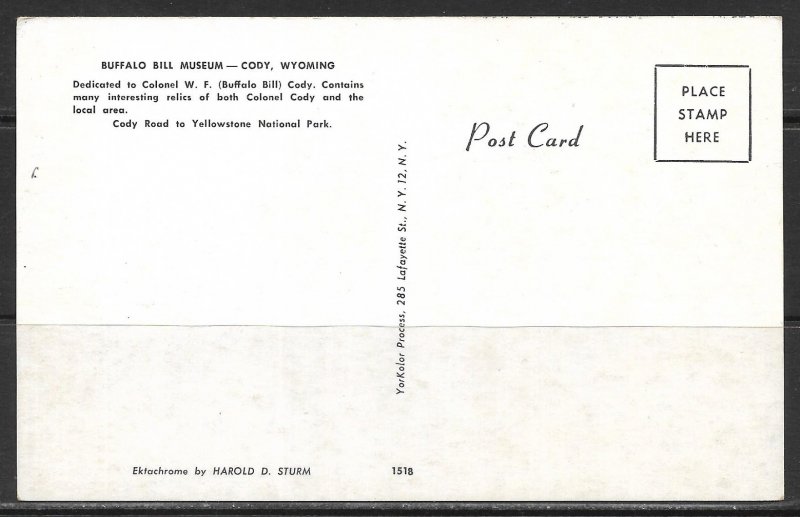 BUFFALO BILL MUSEUM — CODY, WYOMING
Dedicated to Colonel W. F. (Buffalo Bill) Cody. Contains
many interesting relics of both Colonel Cody and the
local area.
Cody Road to Yellowstone National Park.
Post Card
PLACE
STAMP
HERE
YorKolor Process, 285 Lafayette St., N. Y. 12, N. Y.
Ektachrome by HAROLD D. STURM
1518